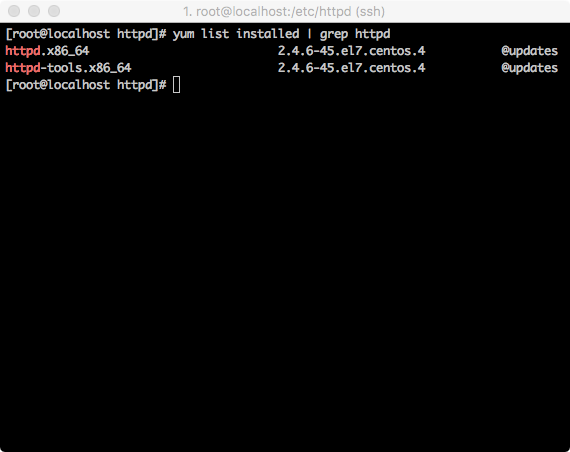 1. root@localhost:/etc/httpd (ssh)
[root@localhost httpd]# yum list installed | grep httpd
httpd.x86_64 2.4.6-45.el7.centos.4 @updates
httpd-tools.x86_64 2.4.6-45.el7.centos.4 @updates
[root@localhost httpd]#